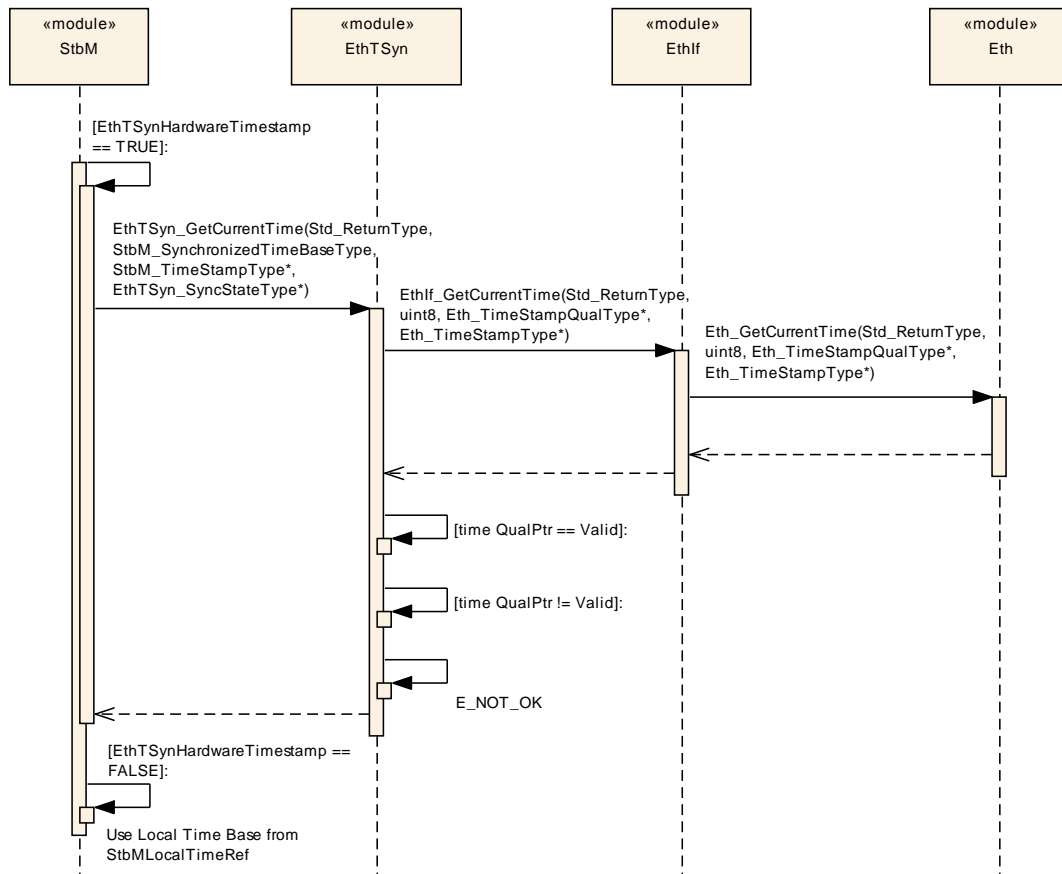 «module»
StbM
«module»
EthTSyn
«module»
EthIf
«module»
Eth
[EthTSynHardwareTimestamp
== TRUE]:
EthTSyn_GetCurrentTime(Std_ReturnType,
StbM_SynchronizedTimeBaseType,
StbM_TimeStampType*,
EthTSyn_SyncStateType*)
EthIf_GetCurrentTime(Std_ReturnType,
uint8, Eth_TimeStampQualType*,
Eth_TimeStampType*)
Eth_GetCurrentTime(Std_ReturnType,
uint8, Eth_TimeStampQualType*,
Eth_TimeStampType*)
[time QualPtr == Valid]:
[time QualPtr != Valid]:
E_NOT_OK
[EthTSynHardwareTimestamp ==
FALSE]:
Use Local Time Base from
StbMLocalTimeRef